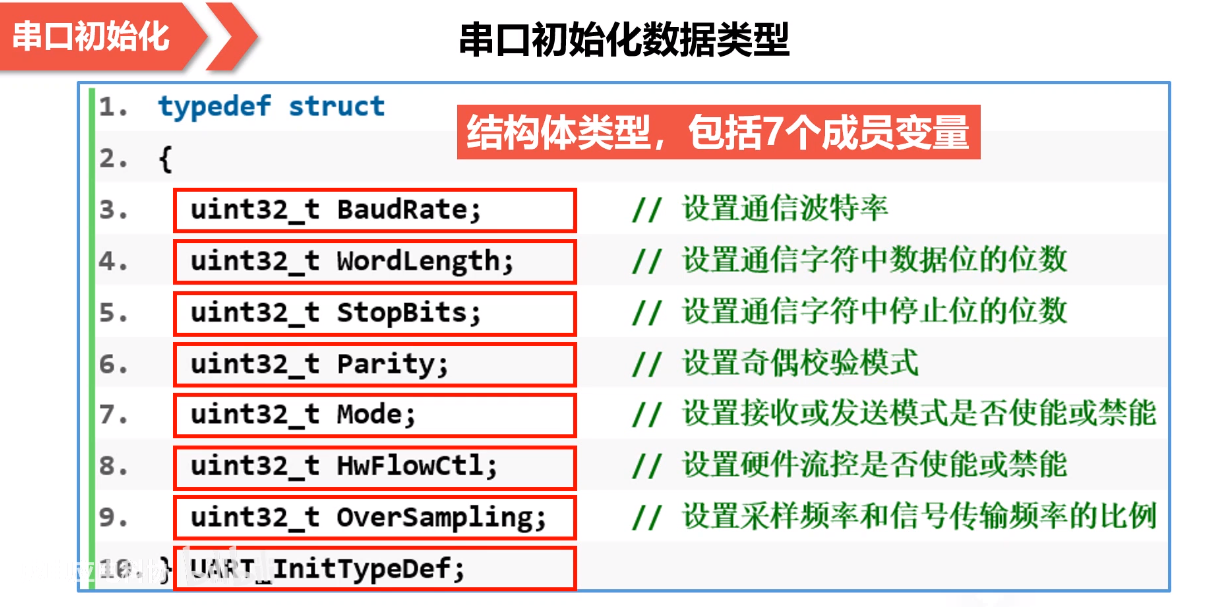 串口初始化
串口初始化数据类型
1. typedef struct
结构体类型，包括7个成员变量
2. {
3. uint32_t BaudRate; // 设置通信波特率
4. uint32_t WordLength; // 设置通信字符中数据位的位数
5. uint32_t StopBits; // 设置通信字符中停止位的位数
6. uint32_t Parity; // 设置奇偶校验模式
7. uint32_t Mode; // 设置接收或发送模式是否使能或禁能
8. uint32_t HwFlowCtl; // 设置硬件流控是否使能或禁能
9. uint32_t OverSampling; // 设置采样频率和信号传输频率的比例
10. } UART_InitTypeDef;